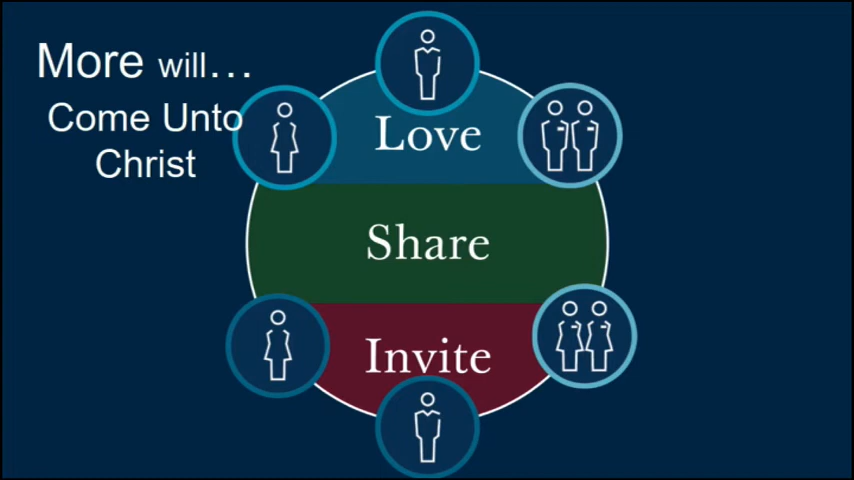 More will…
Come Unto
Christ
Love
Share
Invite